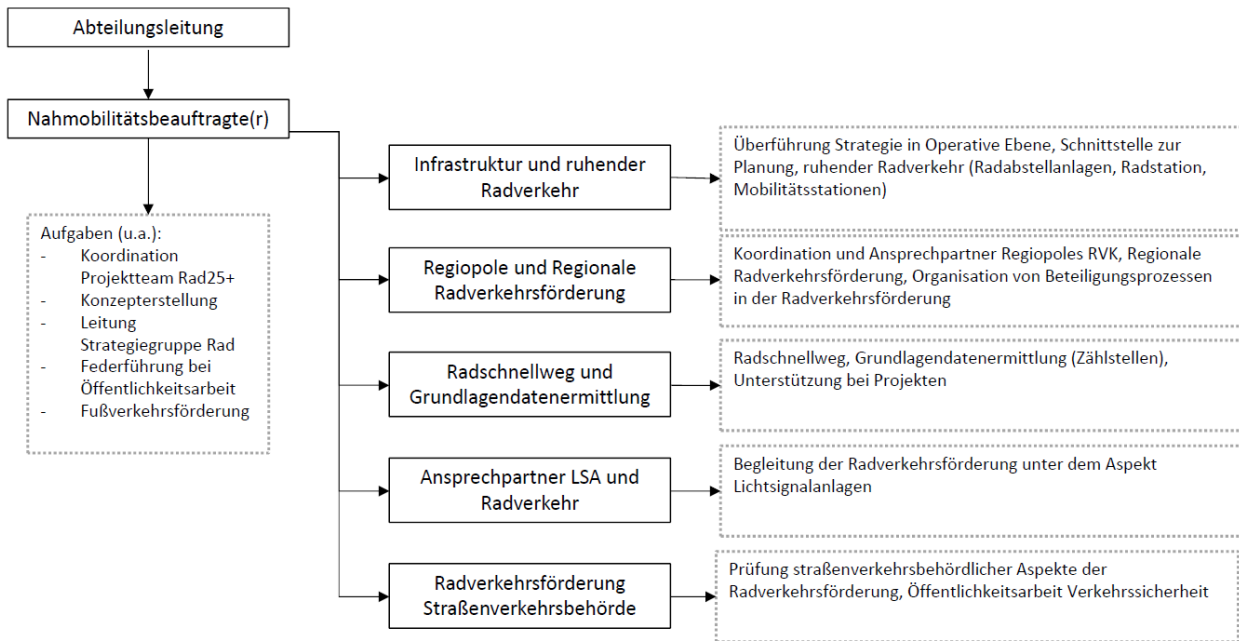 Abteilungsleitung
Nahmobilitätsbeauftragte(r)
Aufgaben (u.a.):
- Koordination
Projektteam Rad25+
- Konzepterstellung
- Leitung
Strategiegruppe Rad
- Federführung bei
Öffentlichkeitsarbeit
- Fußverkehrsförderung
Infrastruktur und ruhender
Radverkehr
Überführung Strategie in Operative Ebene, Schnittstelle zur
Planung, ruhender Radverkehr (Radabstellanlagen, Radstation,
Mobilitätsstationen)
Regiopole und Regionale
Radverkehrsförderung
Koordination und Ansprechpartner Regiopoles RVK, Regionale
Radverkehrsförderung, Organisation von Beteiligungsprozessen
in der Radverkehrsförderung
Radschnellweg und
Grundlagendatenermittlung
Radschnellweg, Grundlagendatenermittlung (Zählstellen),
Unterstützung bei Projekten
Ansprechpartner LSA und
Radverkehr
Begleitung der Radverkehrsförderung unter dem Aspekt
Lichtsignalanlagen
Radverkehrsförderung
Straßenverkehrsbehörde
Prüfung straßenverkehrsbehördlicher Aspekte der
Radverkehrsförderung, Öffentlichkeitsarbeit Verkehrssicherheit